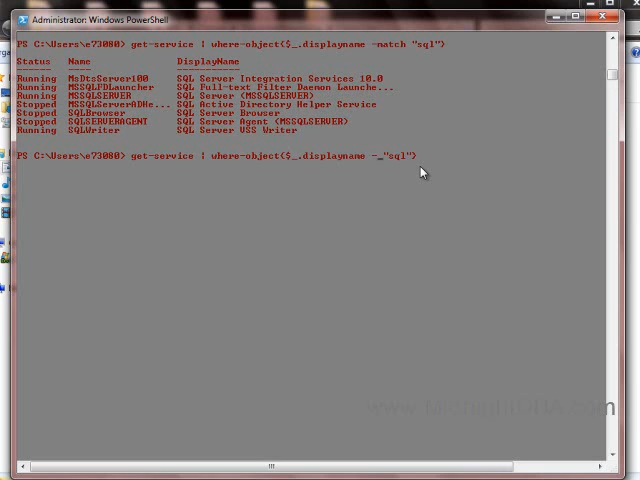 Administrator: Windows PowerShell
PS C:\Users\e73080> get-service | where-object{$_.displayname -match "sql"}
Status Name DisplayName
------ ---- -----------
Running MsDtsServer100 SQL Server Integration Services 10.0
Running MSSQLFDLauncher SQL Full-text Filter Daemon Launche...
Running MSSQLSERVER SQL Server (MSSQLSERVER)
Stopped MSSQLServerADHe... SQL Active Directory Helper Service
Stopped SQLBrowser SQL Server Browser
Stopped SQLSERVERAGENT SQL Server Agent (MSSQLSERVER)
Running SQLWriter SQL Server VSS Writer
PS C:\Users\e73080> get-service | where-object{$_.displayname -_"sql"}
www.MidnightDBA.com